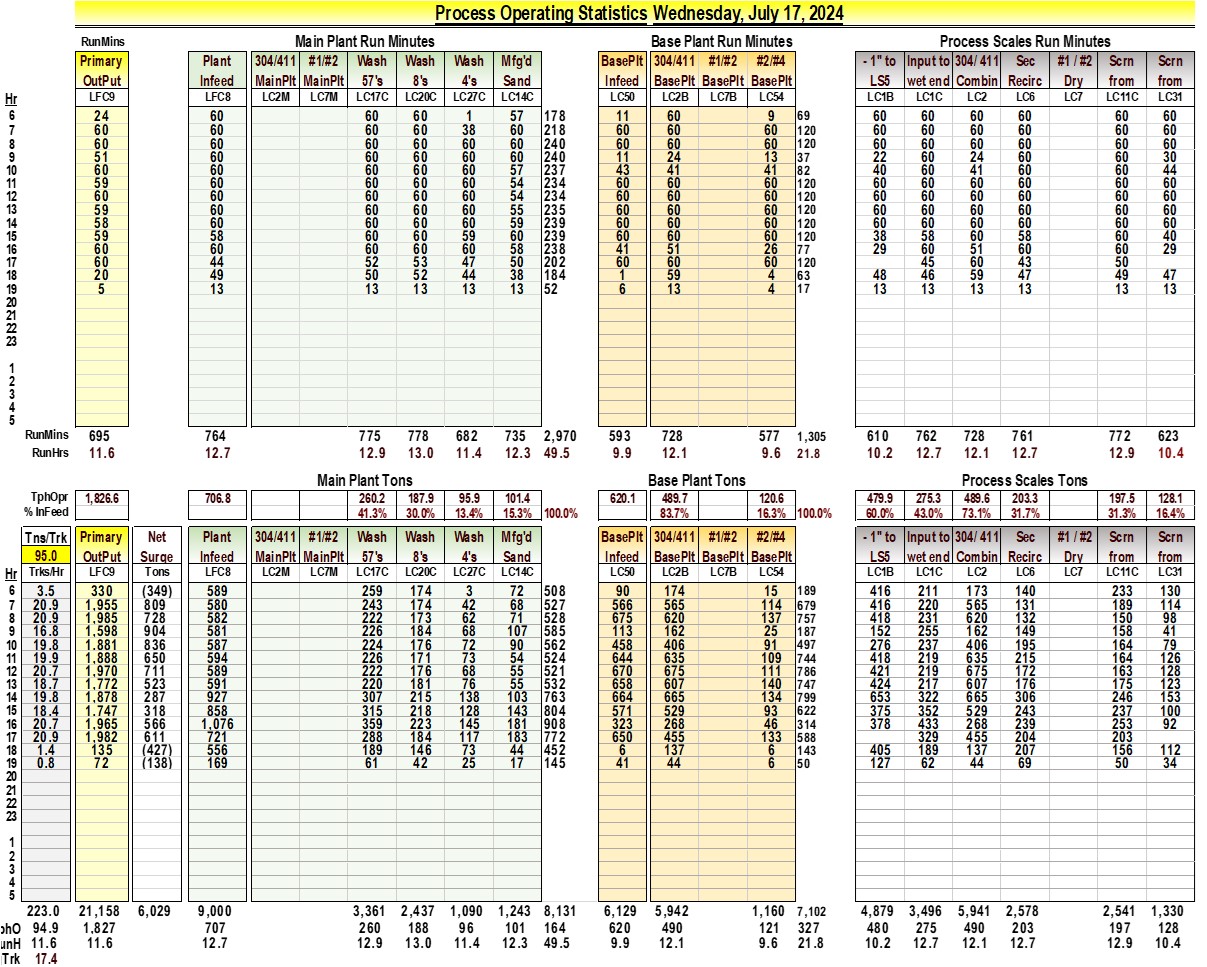 Process Operating Statistics Wednesday, July 17, 2024
RunMins Main Plant Run Minutes Base Plant Run Minutes Process Scales Run Minutes
Primary Plant 304/411 #1/#2 Wash Wash Wash Mfg'd BasePlt 304/411 #1/#2 #2/#4 - 1" to Input to 304/ 411 Sec #1 / #2 Scrn Scrn
OutPut Infeed MainPlt MainPlt 57's 8's 4's Sand Infeed BasePlt BasePlt BasePlt LS5 wet end Combin Recirc Dry from from
Hr LFC9 LFC8 LC2M LC7M LC17C LC20C LC27C LC14C LC50 LC2B LC7B LC54 LC1B LC1C LC2 LC6 LC7 LC11C LC31
6 24 60 60 60 1 57 178 11 60 9 69 60 60 60 60 60 60
7 60 60 60 60 38 60 218 60 60 60 120 60 60 60 60 60 60
8 60 60 60 60 60 60 240 60 60 60 120 60 60 60 60 60 60
9 51 60 60 60 60 60 240 11 24 13 37 22 60 24 60 60 30
10 60 60 60 60 60 57 237 43 41 41 82 40 60 41 60 60 44
11 59 60 60 60 60 54 234 60 60 60 120 60 60 60 60 60 60
12 60 60 60 60 60 54 234 60 60 60 120 60 60 60 60 60 60
13 59 60 60 60 60 55 235 60 60 60 120 60 60 60 60 60 60
14 58 60 60 60 60 59 239 60 60 60 120 60 60 60 60 60 60
15 58 58 60 60 59 60 239 60 60 60 120 38 58 60 58 60 40
16 60 60 60 60 60 58 238 41 51 26 77 29 60 51 60 60 29
17 60 44 52 53 47 50 202 60 60 60 120 45 60 43 50
18 20 49 50 52 44 38 184 1 59 4 63 48 46 59 47 49 47
19 5 13 13 13 13 13 52 6 13 4 17 13 13 13 13 13 13
20
21
22
23
1
2
3
4
5
RunMins 695 764 775 778 682 735 2,970 593 728 577 1,305 610 762 728 761 772 623
RunHrs 11.6 12.7 12.9 13.0 11.4 12.3 49.5 9.9 12.1 9.6 21.8 10.2 12.7 12.1 12.7 12.9 10.4
Main Plant Tons Base Plant Tons Process Scales Tons
TphOpr 1,826.6 706.8 260.2 187.9 95.9 101.4 620.1 489.7 120.6 479.9 275.3 489.6 203.3 197.5 128.1
% InFeed 41.3% 30.0% 13.4% 15.3% 100.0% 83.7% 16.3% 100.0% 60.0% 43.0% 73.1% 31.7% 31.3% 16.4%
Tns/Trk Primary Net Plant 304/411 #1/#2 Wash Wash Wash Mfg'd BasePlt 304/411 #1/#2 #2/#4 - 1" to Input to 304/ 411 Sec #1 / #2 Scrn Scrn
95.0 OutPut Surge Infeed MainPlt MainPlt 57's 8's 4's Sand Infeed BasePlt BasePlt BasePlt LS5 wet end Combin Recirc Dry from from
Hr Trks/Hr LFC9 Tons LFC8 LC2M LC7M LC17C LC20C LC27C LC14C LC50 LC2B LC7B LC54 LC1B LC1C LC2 LC6 LC7 LC11C LC31
6 3.5 330 (349) 589 259 174 3 72 508 90 174 15 189 416 211 173 140 233 130
7 20.9 1,955 809 580 243 174 42 68 527 566 565 114 679 416 220 565 131 189 114
8 20.9 1,985 728 582 222 173 62 71 528 675 620 137 757 418 231 620 132 150 98
9 16.8 1,598 904 581 226 184 68 107 585 113 162 25 187 152 255 162 149 158 41
10 19.8 1,881 836 587 224 176 72 90 562 458 406 91 497 276 237 406 195 164 79
11 19.9 1,888 650 594 226 171 73 54 524 644 635 109 744 418 219 635 215 164 126
12 20.7 1,970 711 589 222 176 68 55 521 670 675 111 786 421 219 675 172 163 128
13 18.7 1,772 523 591 220 181 76 55 532 658 607 140 747 424 217 607 176 175 123
14 19.8 1,878 287 927 307 215 138 103 763 664 665 134 799 653 322 665 306 246 153
15 18.4 1,747 318 858 315 218 128 143 804 571 529 93 622 375 352 529 243 237 100
16 20.7 1,965 566 1,076 359 223 145 181 908 323 268 46 314 378 433 268 239 253 92
17 20.9 1,982 611 721 288 184 117 183 772 650 455 133 588 329 455 204 203
18 1.4 135 (427) 556 189 146 73 44 452 6 137 6 143 405 189 137 207 156 112
19 0.8 72 (138) 169 61 42 25 17 145 41 44 6 50 127 62 44 69 50 34
20
21
22
23
1
2
3
4
5
223.0 21,158 6,029 9,000 3,361 2,437 1,090 1,243 8,131 6,129 5,942 1,160 7,102 4,879 3,496 5,941 2,578 2,541 1,330
phO 94.9 1,827 707 260 188 96 101 164 620 490 121 327 480 275 490 203 197 128
unH 11.6 11.6 12.7 12.9 13.0 11.4 12.3 49.5 9.9 12.1 9.6 21.8 10.2 12.7 12.1 12.7 12.9 10.4
Trk 17.4